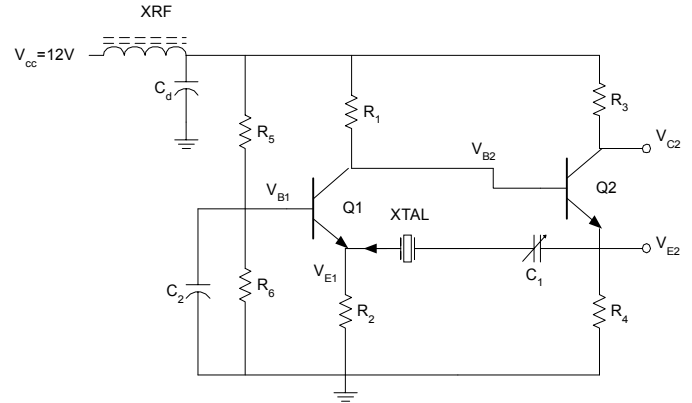 XRF
V_cc=12V
C_d
R_1
R_3
R_5
V_C2
V_B2
V_B1
Q1
Q2
XTAL
V_E2
V_E1
C_1
C_2
R_6
R_2
R_4